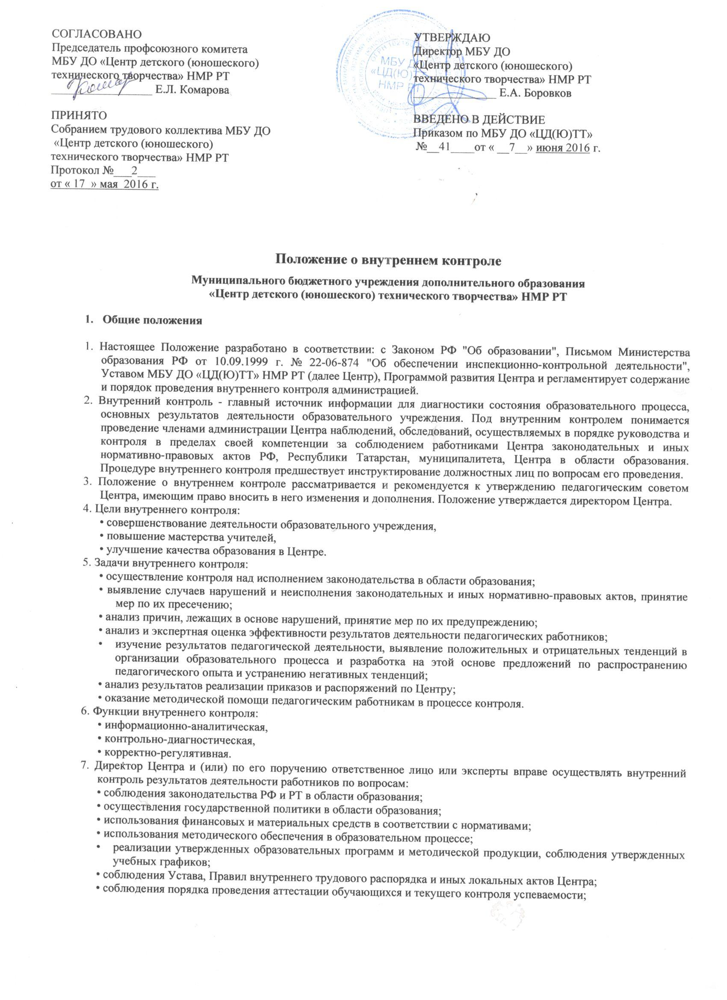 СОГЛАСОВАНО
Председатель профсоюзного комитета
МБУ ДО «Центр детского (юношеского)
технического творчества» НМР РТ
_________________ Е.Л. Комарова
ПРИНЯТО
Собранием трудового коллектива МБУ ДО
«Центр детского (юношеского)
технического творчества» НМР РТ
Протокол №___2___
от « 17 » мая 2016 г.
МБУ ДО
«ЦД(Ю)ТТ»
НМР РТ
УТВЕРЖДАЮ
Директор МБУ ДО
«Центр детского (юношеского)
технического творчества» НМР РТ
______________ Е.А. Боровков
ВВЕДЕНО В ДЕЙСТВИЕ
Приказом по МБУ ДО «ЦД(Ю)ТТ»
№__41____от « __7__» июня 2016 г.
Положение о внутреннем контроле
Муниципального бюджетного учреждения дополнительного образования
«Центр детского (юношеского) технического творчества» НМР РТ
1. Общие положения
1. Настоящее Положение разработано в соответствии: с Законом РФ "Об образовании", Письмом Министерства
образования РФ от 10.09.1999 г. № 22-06-874 "Об обеспечении инспекционно-контрольной деятельности",
Уставом МБУ ДО «ЦД(Ю)ТТ» НМР РТ (далее Центр), Программой развития Центра и регламентирует содержание
и порядок проведения внутреннего контроля администрацией.
2. Внутренний контроль - главный источник информации для диагностики состояния образовательного процесса,
основных результатов деятельности образовательного учреждения. Под внутренним контролем понимается
проведение членами администрации Центра наблюдений, обследований, осуществляемых в порядке руководства и
контроля в пределах своей компетенции за соблюдением работниками Центра законодательных и иных
нормативно-правовых актов РФ, Республики Татарстан, муниципалитета, Центра в области образования.
Процедуре внутреннего контроля предшествует инструктирование должностных лиц по вопросам его проведения.
3. Положение о внутреннем контроле рассматривается и рекомендуется к утверждению педагогическим советом
Центра, имеющим право вносить в него изменения и дополнения. Положение утверждается директором Центра.
4. Цели внутреннего контроля:
• совершенствование деятельности образовательного учреждения,
• повышение мастерства учителей,
• улучшение качества образования в Центре.
5. Задачи внутреннего контроля:
• осуществление контроля над исполнением законодательства в области образования;
• выявление случаев нарушений и неисполнения законодательных и иных нормативно-правовых актов, принятие
мер по их пресечению;
• анализ причин, лежащих в основе нарушений, принятие мер по их предупреждению;
• анализ и экспертная оценка эффективности результатов деятельности педагогических работников;
• изучение результатов педагогической деятельности, выявление положительных и отрицательных тенденций в
организации образовательного процесса и разработка на этой основе предложений по распространению
педагогического опыта и устранению негативных тенденций;
• анализ результатов реализации приказов и распоряжений по Центру;
• оказание методической помощи педагогическим работникам в процессе контроля.
6. Функции внутреннего контроля:
• информационно-аналитическая,
• контрольно-диагностическая,
• корректно-регулятивная.
7. Директор Центра и (или) по его поручению ответственное лицо или эксперты вправе осуществлять внутренний
контроль результатов деятельности работников по вопросам:
• соблюдения законодательства РФ и РТ в области образования;
• осуществления государственной политики в области образования;
• использования финансовых и материальных средств в соответствии с нормативами;
• использования методического обеспечения в образовательном процессе;
• реализации утвержденных образовательных программ и методической продукции, соблюдения утвержденных
учебных графиков;
• соблюдения Устава, Правил внутреннего трудового распорядка и иных локальных актов Центра;
• соблюдения порядка проведения аттестации обучающихся и текущего контроля успеваемости;